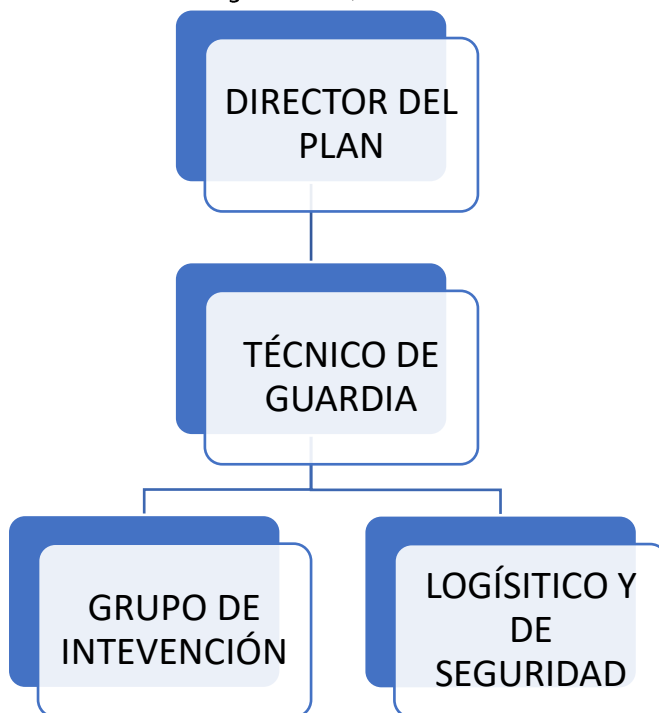 DIRECTOR DEL
PLAN
TÉCNICO DE
GUARDIA
GRUPO DE
INTEVENCIÓN
LOGÍSITICO Y
DE
SEGURIDAD